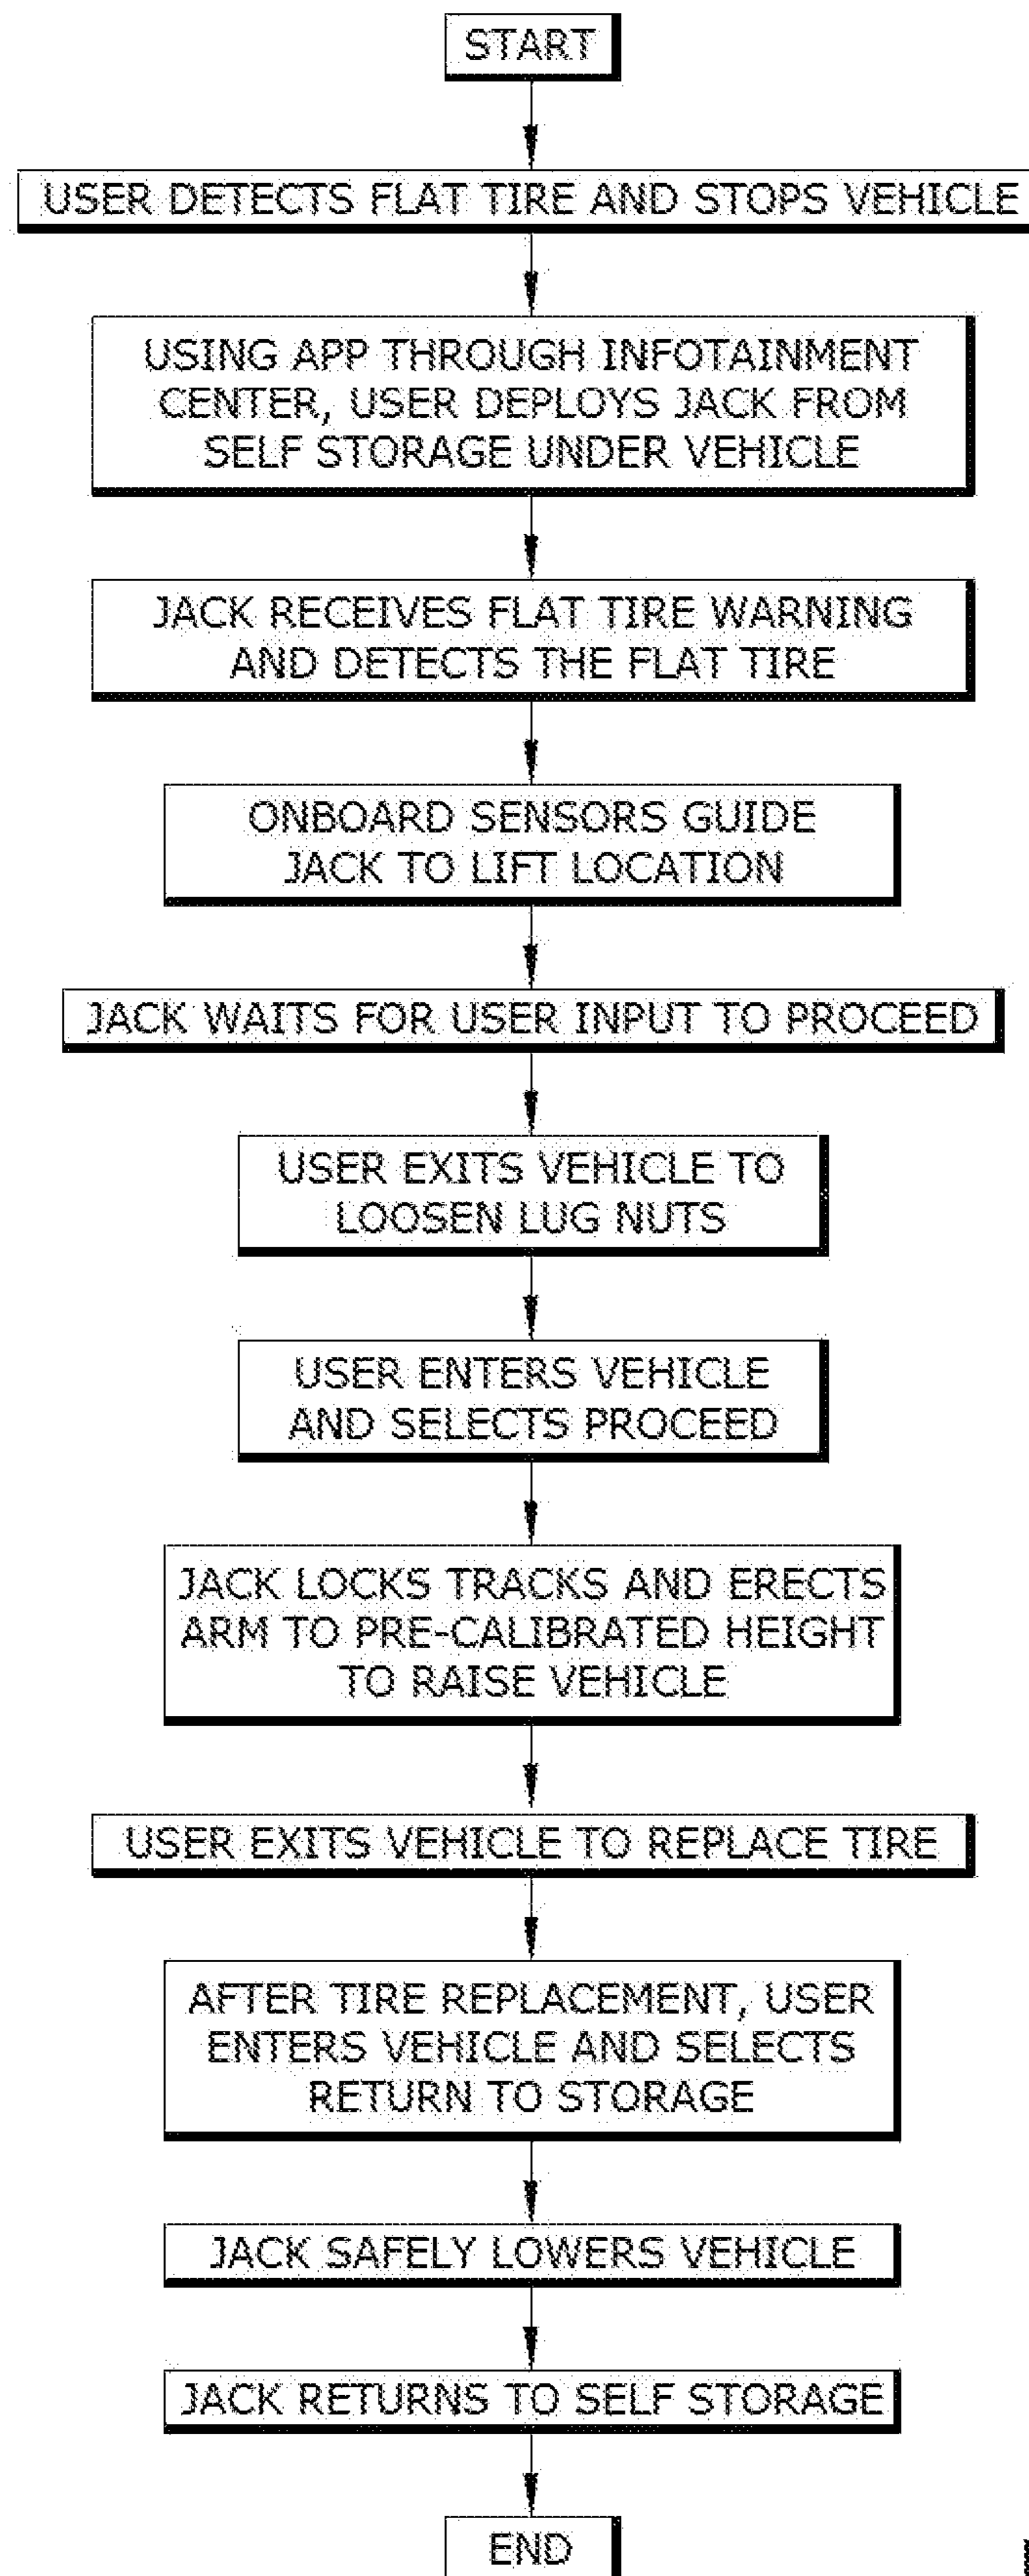 START
USER DETECTS FLAT TIRE AND STOPS VEHICLE
USING APP THROUGH INFOTAINMENT
CENTER, USER DEPLOYS JACK FROM
SELF STORAGE UNDER VEHICLE
JACK RECEIVES FLAT TIRE WARNING
AND DETECTS THE FLAT TIRE
ONBOARD SENSORS GUIDE
JACK TO LIFT LOCATION
JACK WAITS FOR USER INPUT TO PROCEED
USER EXITS VEHICLE TO
LOOSEN LUG NUTS
USER ENTERS VEHICLE
AND SELECTS PROCEED
JACK LOCKS TRACKS AND ERECTS
ARM TO PRE-CALIBRATED HEIGHT
TO RAISE VEHICLE
USER EXITS VEHICLE TO REPLACE TIRE
AFTER TIRE REPLACEMENT, USER
ENTERS VEHICLE AND SELECTS
RETURN TO STORAGE
JACK SAFELY LOWERS VEHICLE
JACK RETURNS TO SELF STORAGE
END